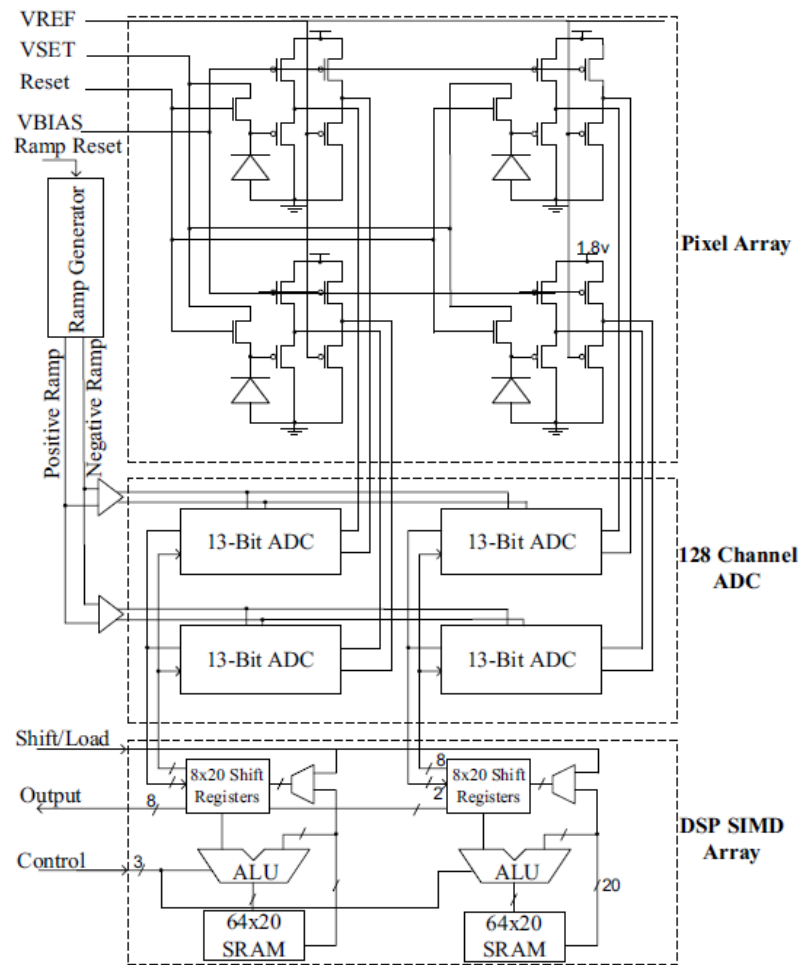 VREF
VSET
Reset
VBIAS
Ramp Reset
Ramp Generator
Positive Ramp
Negative Ramp
1.8v
Pixel Array
13-Bit ADC
13-Bit ADC
128 Channel
ADC
13-Bit ADC
13-Bit ADC
Shift/Load
8x20 Shift
Registers
8
8x20 Shift
Registers
Output
8
2
DSP SIMD
Array
Control
3
ALU
ALU
20
64x20
SRAM
64x20
SRAM